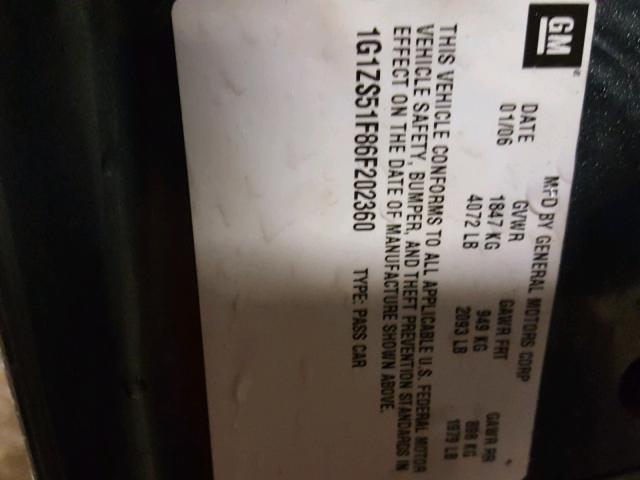 GM
MFD BY GENERAL MOTORS CORP
DATE GVWR GAWR FRT GAWR RR
01/06 1847 KG 949 KG 898 KG
4072 LB 2093 LB 1979 LB
THIS VEHICLE CONFORMS TO ALL APPLICABLE U.S. FEDERAL MOTOR
VEHICLE SAFETY, BUMPER, AND THEFT PREVENTION STANDARDS IN
EFFECT ON THE DATE OF MANUFACTURE SHOWN ABOVE.
1G1ZS51F86F202360 TYPE: PASS CAR